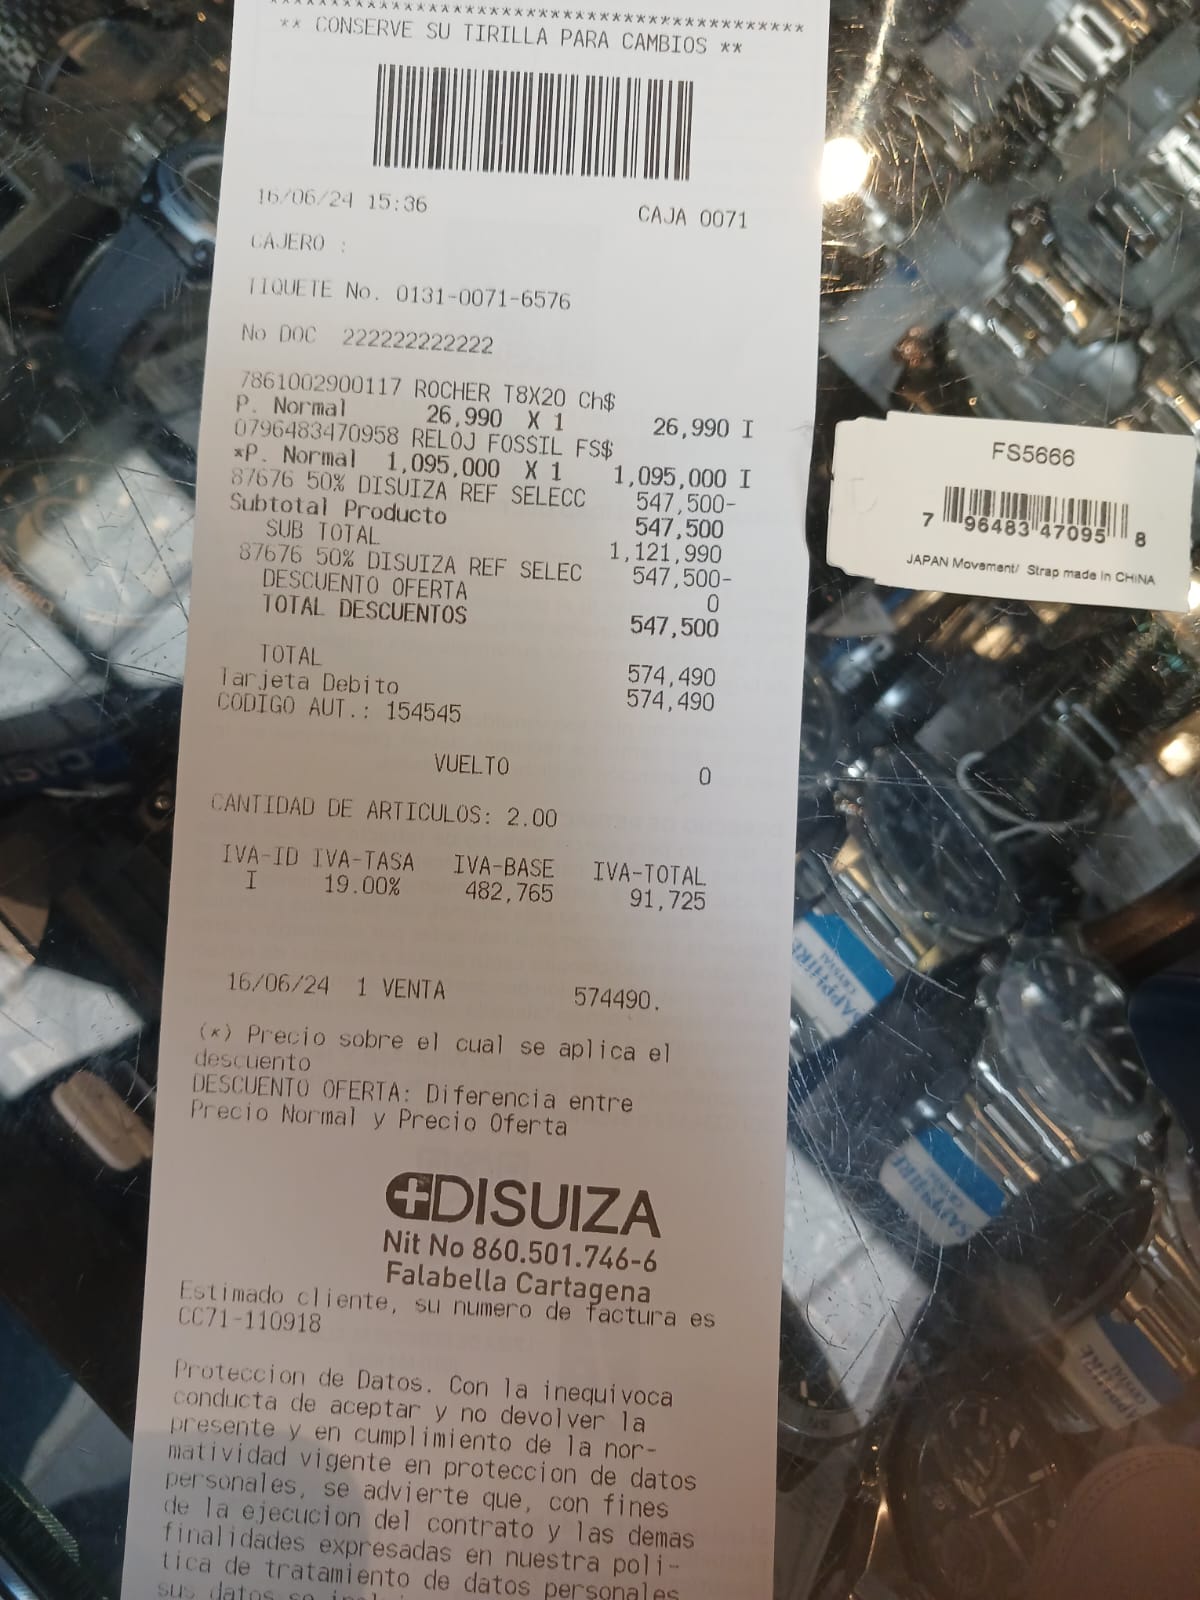 ** CONSERVE SU TIRILLA PARA CAMBIOS **
16/06/24 15:36 CAJA 0071
CAJERO :
TIQUETE No. 0131-0071-6576
No DOC 222222222222
7861002900117 ROCHER T8X20 Ch$
P. Normal 26,990 X 1 26,990 I
0796483470958 RELOJ FOSSIL FS$
*P. Normal 1,095,000 X 1 1,095,000 I
87676 50% DISUIZA REF SELECC 547,500-
Subtotal Producto 547,500
SUB TOTAL 1,121,990
87676 50% DISUIZA REF SELEC 547,500-
DESCUENTO OFERTA 0
TOTAL DESCUENTOS 547,500
TOTAL 574,490
Tarjeta Debito 574,490
CODIGO AUT.: 154545
VUELTO 0
CANTIDAD DE ARTICULOS: 2.00
IVA-ID IVA-TASA IVA-BASE IVA-TOTAL
I 19.00% 482,765 91,725
16/06/24 1 VENTA 574490.
(*) Precio sobre el cual se aplica el
descuento
DESCUENTO OFERTA: Diferencia entre
Precio Normal y Precio Oferta
DISUIZA
Nit No 860.501.746-6
Falabella Cartagena
Estimado cliente, su numero de factura es
CC71-110918
Proteccion de Datos. Con la inequivoca
conducta de aceptar y no devolver la
presente y en cumplimiento de la nor-
matividad vigente en proteccion de datos
personales, se advierte que, con fines
de la ejecucion del contrato y las demas
finalidades expresadas en nuestra poli-
tica de tratamiento de datos personales
sus datos
FS5666
7 96483 47095 8
JAPAN Movement/ Strap made in CHINA
SAPPHIRE
CRYSTAL
SAPPHIRE
CRYSTAL